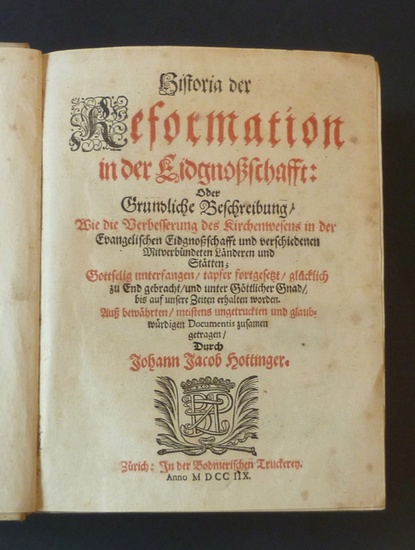 Historia der
Reformation
in der Eidgnoßschafft:
Oder
Gründliche Beschreibung/
Wie die Verbesserung des Kirchenwesens in der
Evangelischen Eidgnoßschafft und verschiedenen
Mitverbündeten Länderen und
Stätten;
Gottselig unterfangen/ tapfer fortgesetzt/ glücklich
zu End gebracht/ und unter Göttlicher Gnad/
bis auf unsere Zeiten erhalten worden.
Auß bewährten/ meistens ungetruckten und glaub-
würdigen Documentis zusamen
getragen/
Durch
Johann Jacob Hottinger.
Zürich: In der Bodmerischen Truckerey.
Anno M DCC IIX.